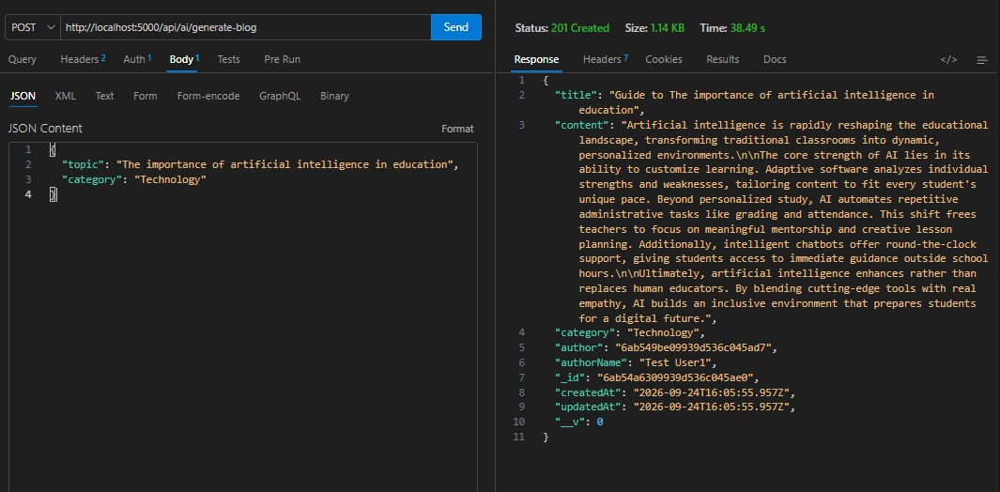 POST http://localhost:5000/api/ai/generate-blog Send
Query Headers 2 Auth 1 Body 1 Tests Pre Run
JSON XML Text Form Form-encode GraphQL Binary
JSON Content Format
1 {
2 "topic": "The importance of artificial intelligence in education",
3 "category": "Technology"
4 }
Status: 201 Created Size: 1.14 KB Time: 38.49 s
Response Headers 7 Cookies Results Docs </>
1 {
2 "title": "Guide to The importance of artificial intelligence in
education",
3 "content": "Artificial intelligence is rapidly reshaping the educational
landscape, transforming traditional classrooms into dynamic,
personalized environments.\n\nThe core strength of AI lies in its
ability to customize learning. Adaptive software analyzes individual
strengths and weaknesses, tailoring content to fit every student's
unique pace. Beyond personalized study, AI automates repetitive
administrative tasks like grading and attendance. This shift frees
teachers to focus on meaningful mentorship and creative lesson
planning. Additionally, intelligent chatbots offer round-the-clock
support, giving students access to immediate guidance outside school
hours.\n\nUltimately, artificial intelligence enhances rather than
replaces human educators. By blending cutting-edge tools with real
empathy, AI builds an inclusive environment that prepares students
for a digital future.",
4 "category": "Technology",
5 "author": "6ab549be09939d536c045ad7",
6 "authorName": "Test User1",
7 "_id": "6ab54a6309939d536c045ae0",
8 "createdAt": "2026-09-24T16:05:55.957Z",
9 "updatedAt": "2026-09-24T16:05:55.957Z",
10 "__v": 0
11 }